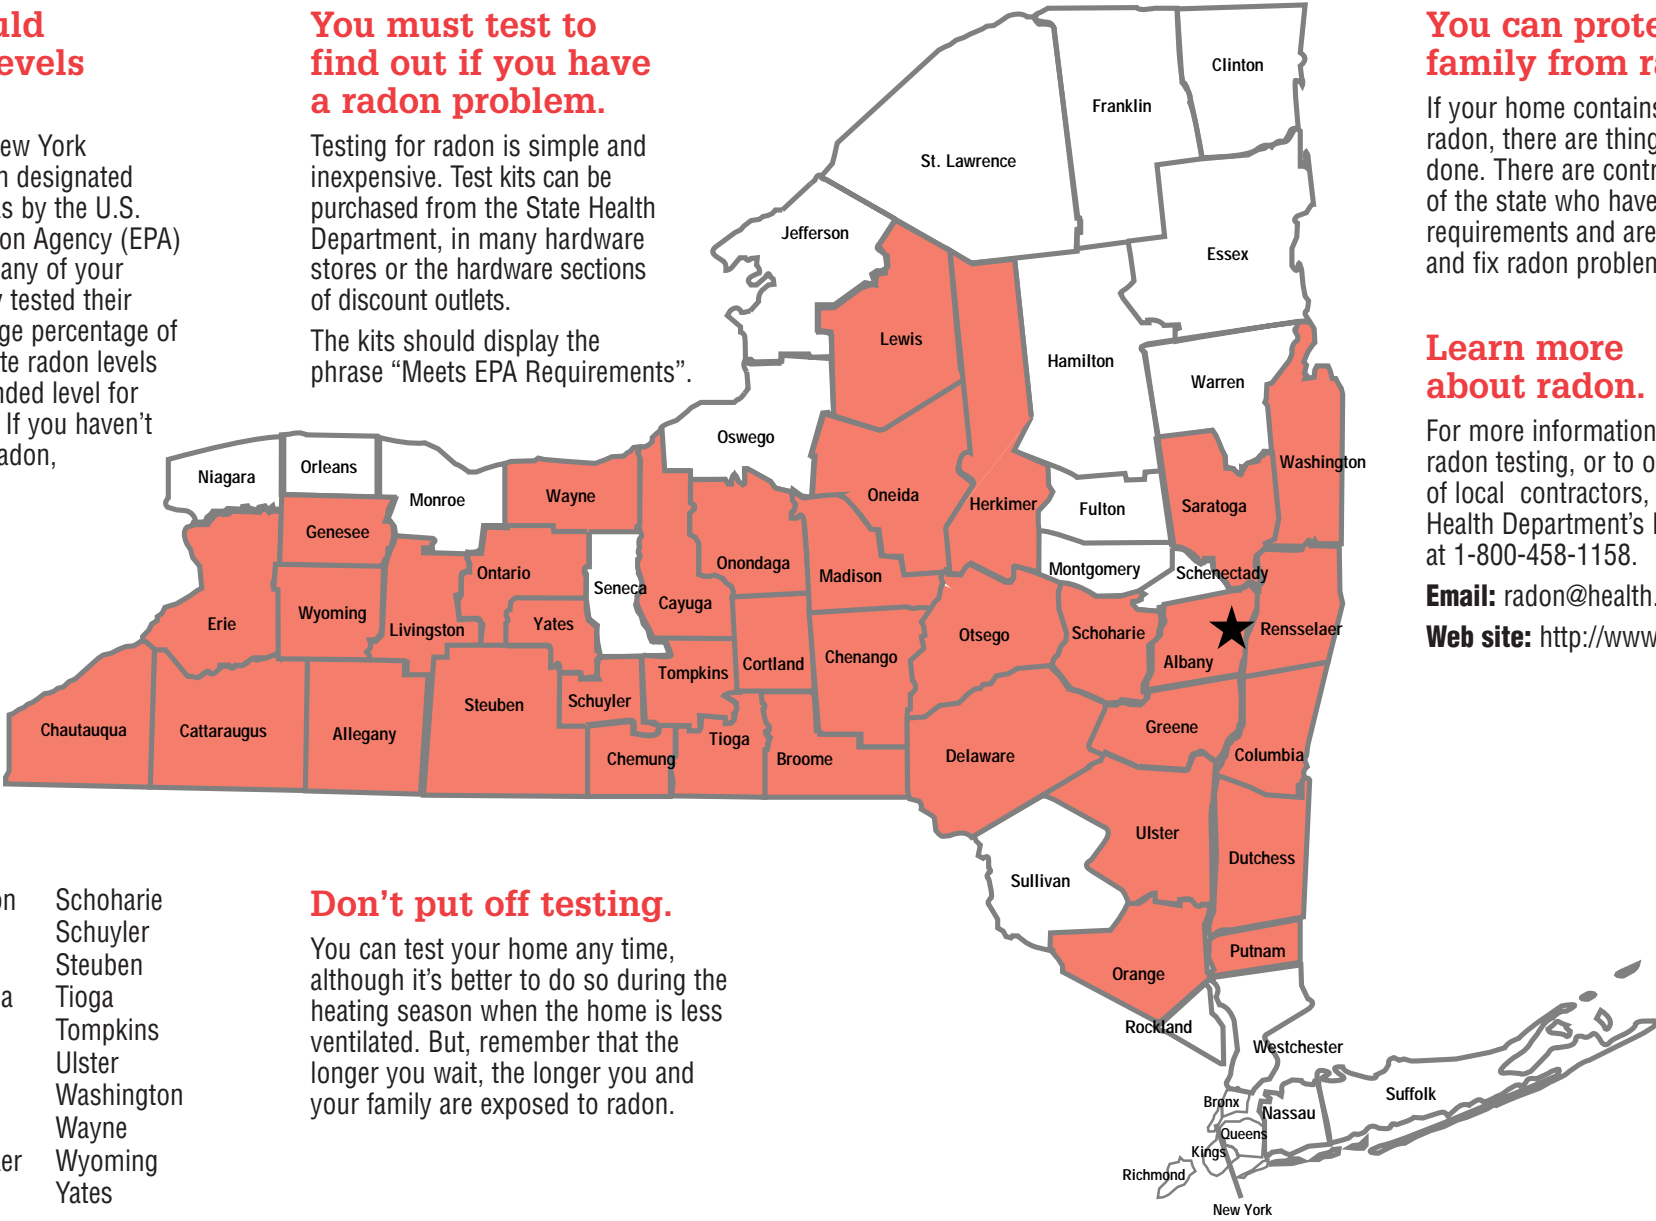 uld
evels
ew York
n designated
s by the U.S.
on Agency (EPA)
any of your
y tested their
ge percentage of
te radon levels
nded level for
If you haven't
adon,
You must test to
find out if you have
a radon problem.
Testing for radon is simple and
inexpensive. Test kits can be
purchased from the State Health
Department, in many hardware
stores or the hardware sections
of discount outlets.
The kits should display the
phrase “Meets EPA Requirements”.
You can prote
family from ra
If your home contains
radon, there are thing
done. There are contr
of the state who have
requirements and are
and fix radon problem
Learn more
about radon.
For more information
radon testing, or to o
of local contractors,
Health Department's
at 1-800-458-1158.
Email: radon@health.
Web site: http://www
Clinton
Franklin
St. Lawrence
Jefferson
Essex
Lewis
Hamilton
Warren
Oswego
Washington
Niagara
Orleans
Monroe
Wayne
Oneida
Herkimer
Fulton
Saratoga
Genesee
Onondaga
Madison
Montgomery
Schenectady
Ontario
Seneca
Cayuga
Erie
Wyoming
Livingston
Yates
Otsego
Schoharie
Rensselaer
Albany
Tompkins
Cortland
Chenango
Chautauqua
Cattaraugus
Allegany
Steuben
Schuyler
Chemung
Tioga
Broome
Delaware
Greene
Columbia
Ulster
Dutchess
Sullivan
Putnam
Orange
Rockland
Westchester
Bronx
Nassau
Suffolk
Queens
Kings
Richmond
New York
on Schoharie
Schuyler
Steuben
a Tioga
Tompkins
Ulster
Washington
Wayne
er Wyoming
Yates
Don't put off testing.
You can test your home any time,
although it's better to do so during the
heating season when the home is less
ventilated. But, remember that the
longer you wait, the longer you and
your family are exposed to radon.